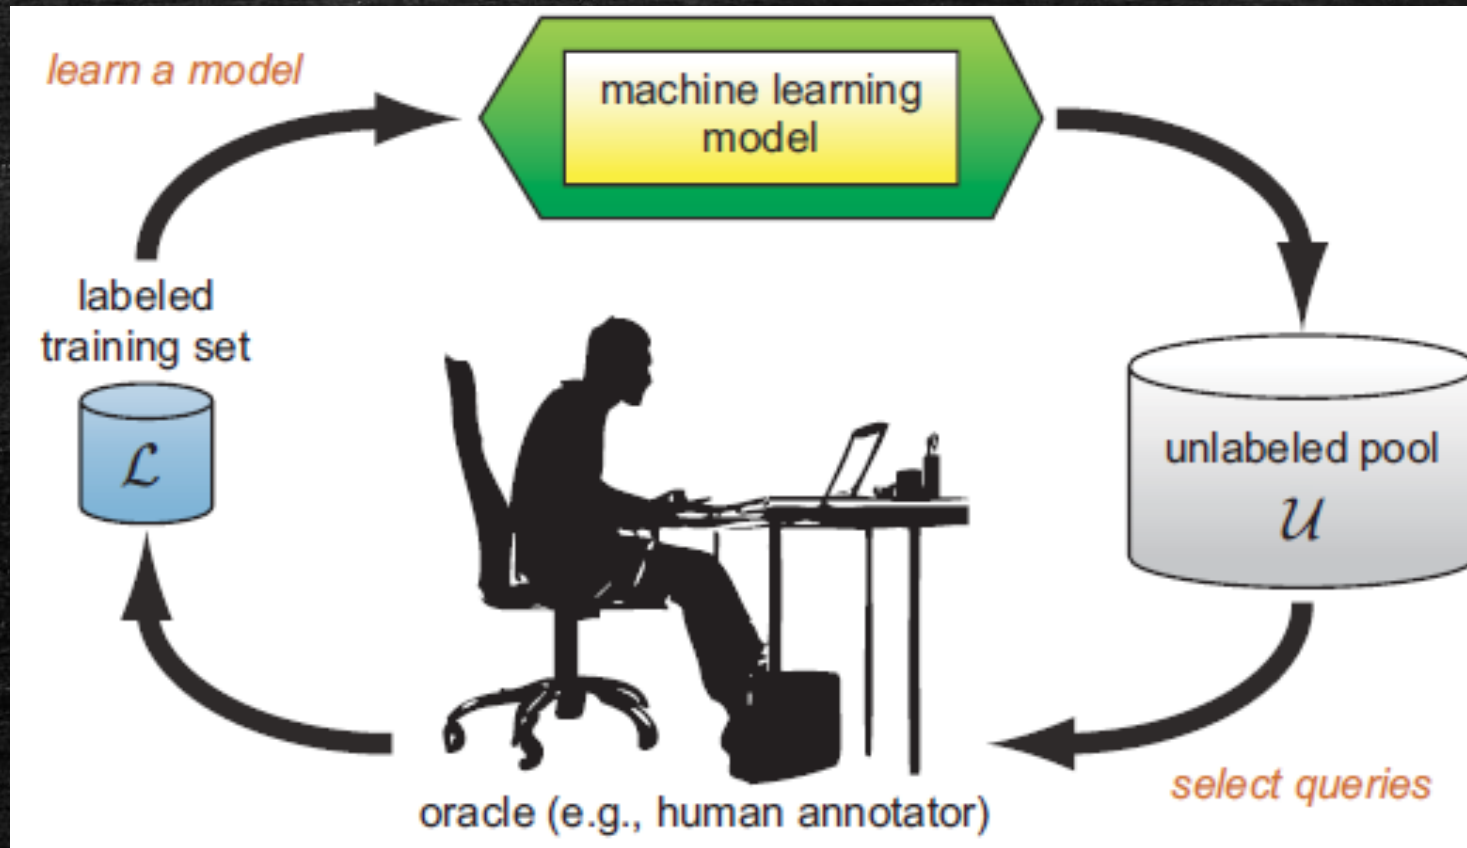 learn a model
machine learning
model
labeled
training set
ℒ
unlabeled pool
𝒰
select queries
oracle (e.g., human annotator)